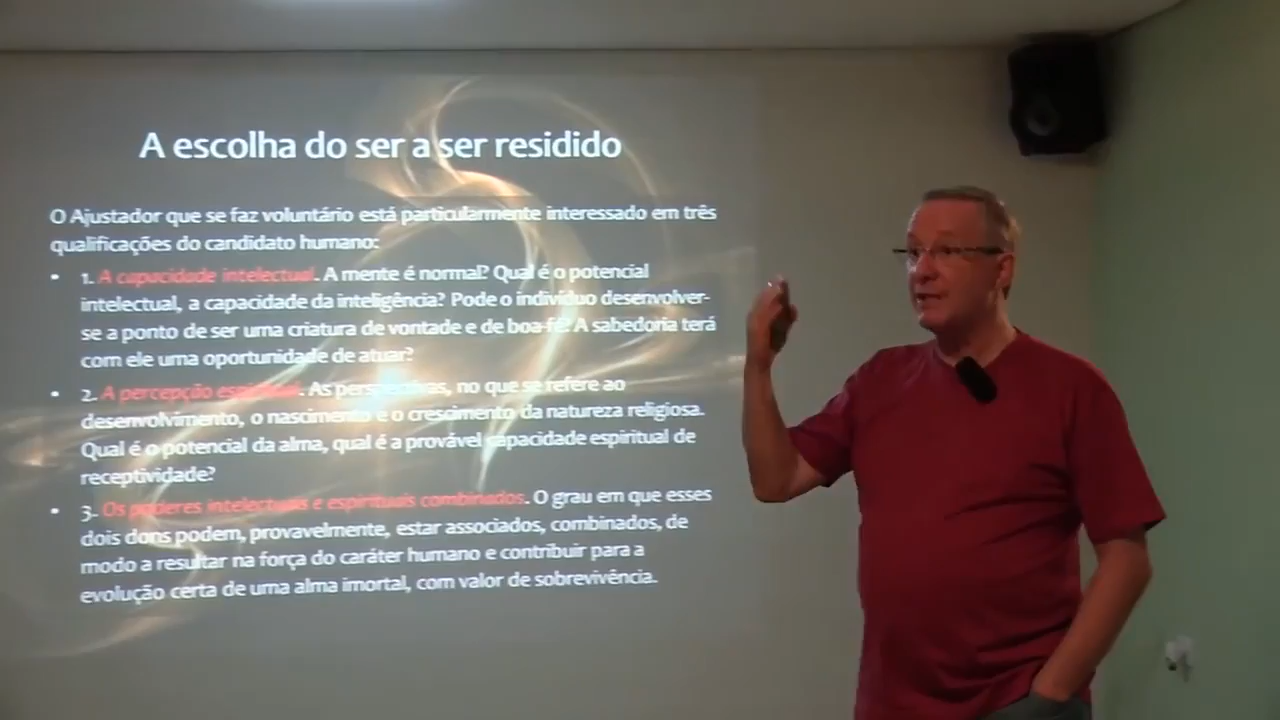 A escolha do ser a ser residido
O Ajustador que se faz voluntário está particularmente interessado em três
qualificações do candidato humano:
• 1. A capacidade intelectual. A mente é normal? Qual é o potencial
intelectual, a capacidade da inteligência? Pode o indivíduo desenvolver-
se a ponto de ser uma criatura de vontade e de boa-fé? A sabedoria terá
com ele uma oportunidade de atuar?
• 2. A percepção espiritual. As perspectivas, no que se refere ao
desenvolvimento, o nascimento e o crescimento da natureza religiosa.
Qual é o potencial da alma, qual é a provável capacidade espiritual de
receptividade?
• 3. Os poderes intelectuais e espirituais combinados. O grau em que esses
dois dons podem, provavelmente, estar associados, combinados, de
modo a resultar na força do caráter humano e contribuir para a
evolução certa de uma alma imortal, com valor de sobrevivência.